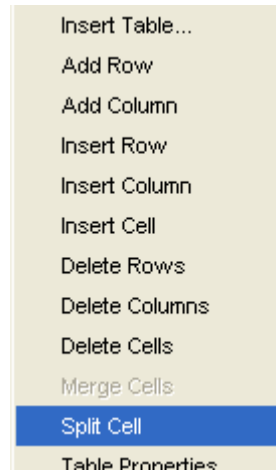 Insert Table...
Add Row
Add Column
Insert Row
Insert Column
Insert Cell
Delete Rows
Delete Columns
Delete Cells
Merge Cells
Split Cell
Table Properties